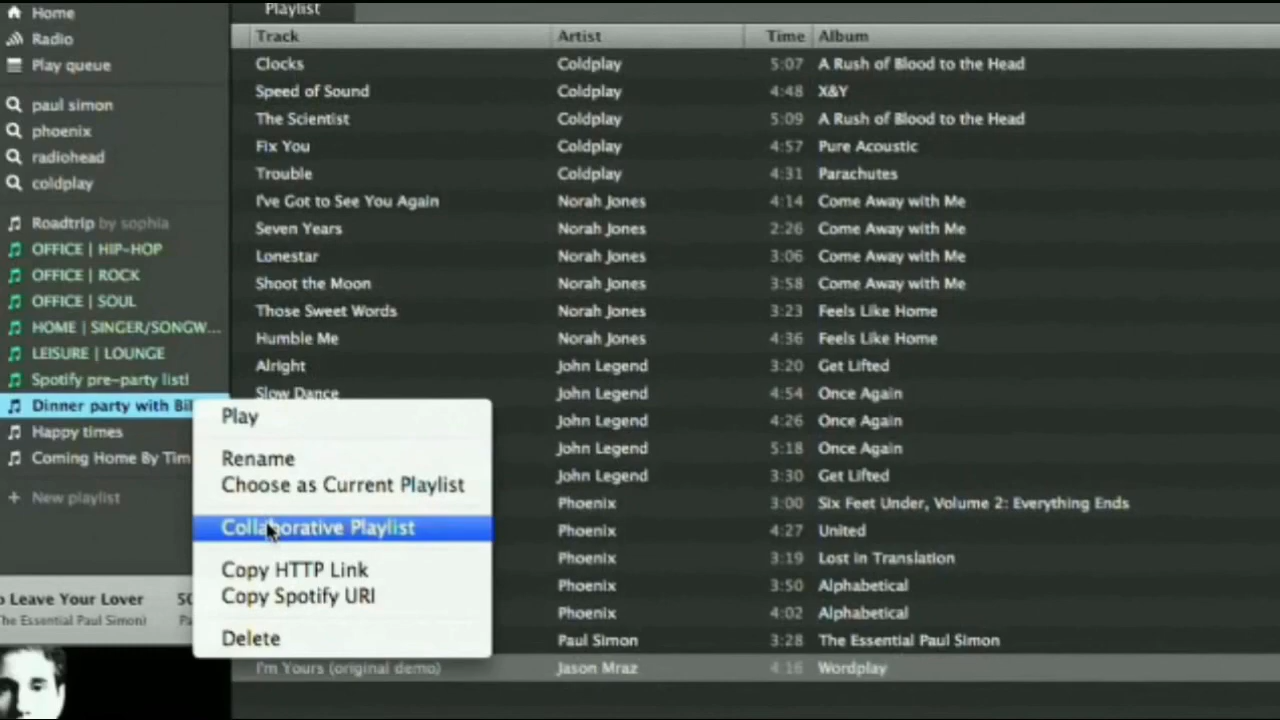 Home
Radio
Play queue
paul simon
phoenix
radiohead
coldplay
Roadtrip by sophia
OFFICE | HIP-HOP
OFFICE | ROCK
OFFICE | SOUL
HOME | SINGER/SONGW...
LEISURE | LOUNGE
Spotify pre-party list!
Dinner party with Bil
Happy times
Coming Home By Tim
+ New playlist
Leave Your Lover
The Essential Paul Simon)
Playlist
Track Artist Time Album
Clocks Coldplay 5:07 A Rush of Blood to the Head
Speed of Sound Coldplay 4:48 X&Y
The Scientist Coldplay 5:09 A Rush of Blood to the Head
Fix You Coldplay 4:57 Pure Acoustic
Trouble Coldplay 4:31 Parachutes
I've Got to See You Again Norah Jones 4:14 Come Away with Me
Seven Years Norah Jones 2:26 Come Away with Me
Lonestar Norah Jones 3:06 Come Away with Me
Shoot the Moon Norah Jones 3:58 Come Away with Me
Those Sweet Words Norah Jones 3:23 Feels Like Home
Humble Me Norah Jones 4:36 Feels Like Home
Alright John Legend 3:20 Get Lifted
Slow Dance John Legend 4:54 Once Again
John Legend 4:26 Once Again
John Legend 5:18 Once Again
John Legend 3:30 Get Lifted
Phoenix 3:00 Six Feet Under, Volume 2: Everything Ends
Phoenix 4:27 United
Phoenix 3:19 Lost in Translation
Phoenix 3:50 Alphabetical
Phoenix 4:02 Alphabetical
Paul Simon 3:28 The Essential Paul Simon
I'm Yours (original demo) Jason Mraz 4:16 Wordplay
Play
Rename
Choose as Current Playlist
Collaborative Playlist
Copy HTTP Link
Copy Spotify URI
Delete